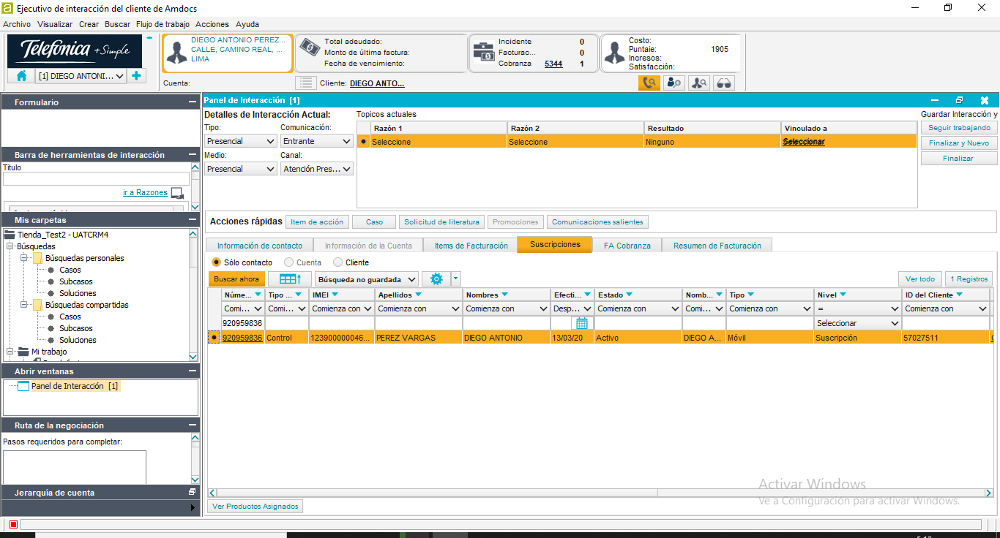 Ejecutivo de interacción del cliente de Amdocs
Archivo Visualizar Crear Buscar Flujo de trabajo Acciones Ayuda
Telefónica +Simple
[1] DIEGO ANTONI...
DIEGO ANTONIO PEREZ...
CALLE, CAMINO REAL, ...
LIMA
Total adeudado:
Monto de última factura:
Fecha de vencimiento:
Incidente 0
Facturac... 0
Cobranza 5344 1
Costo:
Puntaje: 1905
Ingresos:
Satisfacción:
Cuenta:
Cliente: DIEGO ANTO...
Formulario
Barra de herramientas de interacción
Titulo
ir a Razones
Mis carpetas
Tienda_Test2 - UATCRM4
Búsquedas
Búsquedas personales
Casos
Subcasos
Soluciones
Búsquedas compartidas
Casos
Subcasos
Soluciones
Mi trabajo
Abrir ventanas
Panel de Interacción [1]
Ruta de la negociación
Pasos requeridos para completar:
Jerarquía de cuenta
Panel de Interacción [1]
Detalles de Interacción Actual:
Tipo: Comunicación:
Presencial Entrante
Medio: Canal:
Presencial Atención Pres...
Topicos actuales
Razón 1 Razón 2 Resultado Vinculado a
Seleccione Seleccione Ninguno Seleccionar
Guardar Interacción y
Seguir trabajando
Finalizar y Nuevo
Finalizar
Acciones rápidas Item de acción Caso Solicitud de literatura Promociones Comunicaciones salientes
Información de contacto Información de la Cuenta Items de Facturación Suscripciones FA Cobranza Resumen de Facturación
Sólo contacto Cuenta Cliente
Buscar ahora Búsqueda no guardada Ver todo 1 Registros
Núme... Tipo ... IMEI Apellidos Nombres Efecti... Estado Nomb... Tipo Nivel ID del Cliente
Comi... Comi... Comienza con Comienza con Comienza con Desp... Comienza con Comi... Comienza con = Comienza con
920959836 Seleccionar
920959836 Control 123900000046... PEREZ VARGAS DIEGO ANTONIO 13/03/20 Activo DIEGO A... Móvil Suscripción 57027511
Activar Windows
Ve a Configuración para activar Windows.
Ver Productos Asignados